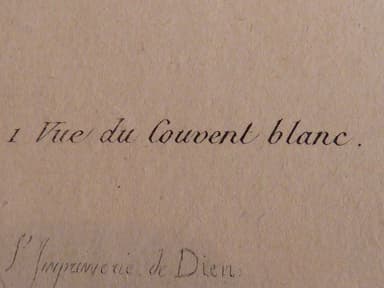 1 Vue du Couvent blanc.
l'Imprimerie de Dien.